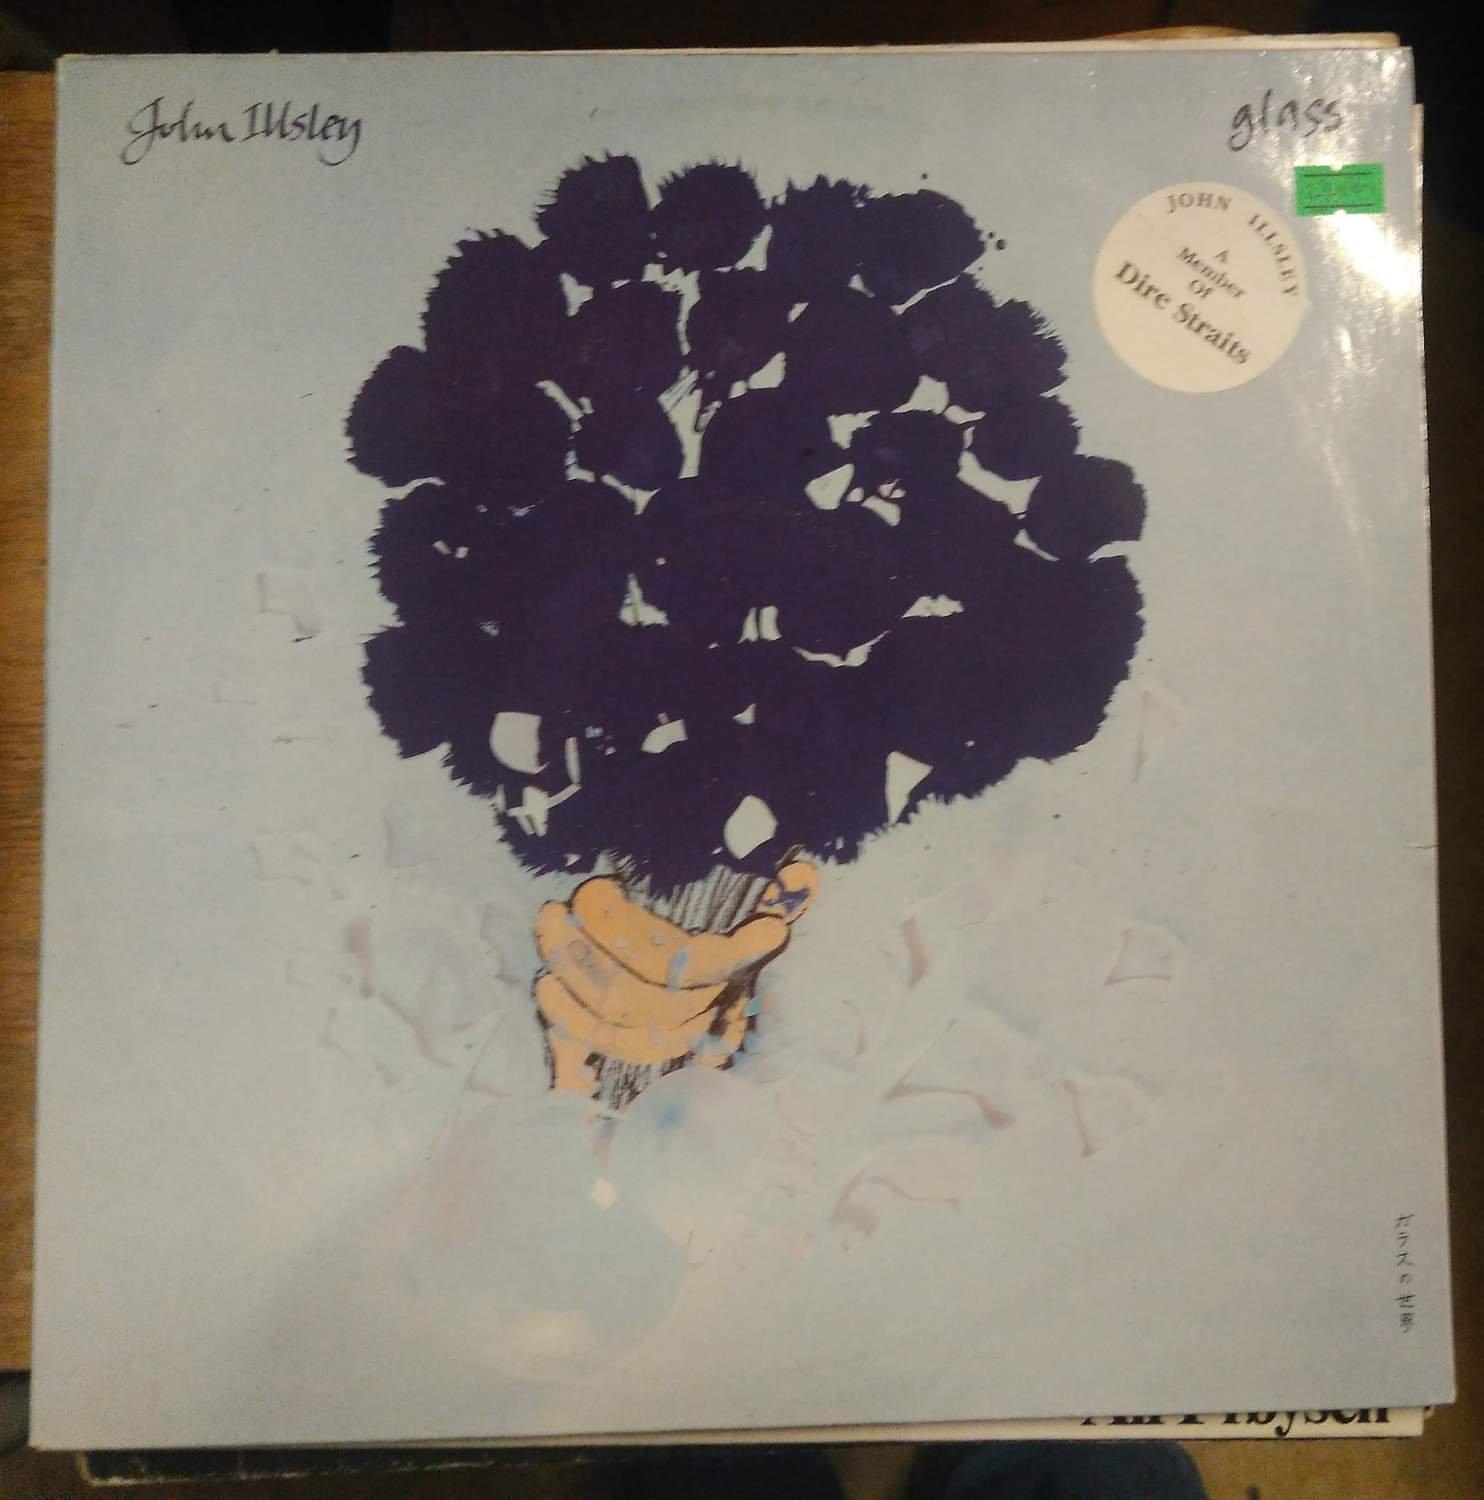 John Illsley
glass
JOHN ILLSLEY
A
Member
Of
Dire Straits
ガラスの世界